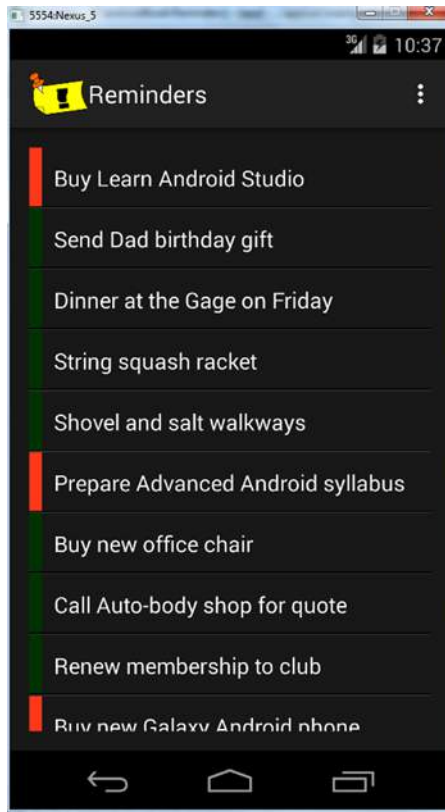 5554:Nexus_5
3G 10:37
! Reminders
Buy Learn Android Studio
Send Dad birthday gift
Dinner at the Gage on Friday
String squash racket
Shovel and salt walkways
Prepare Advanced Android syllabus
Buy new office chair
Call Auto-body shop for quote
Renew membership to club
Buy new Galaxy Android phone